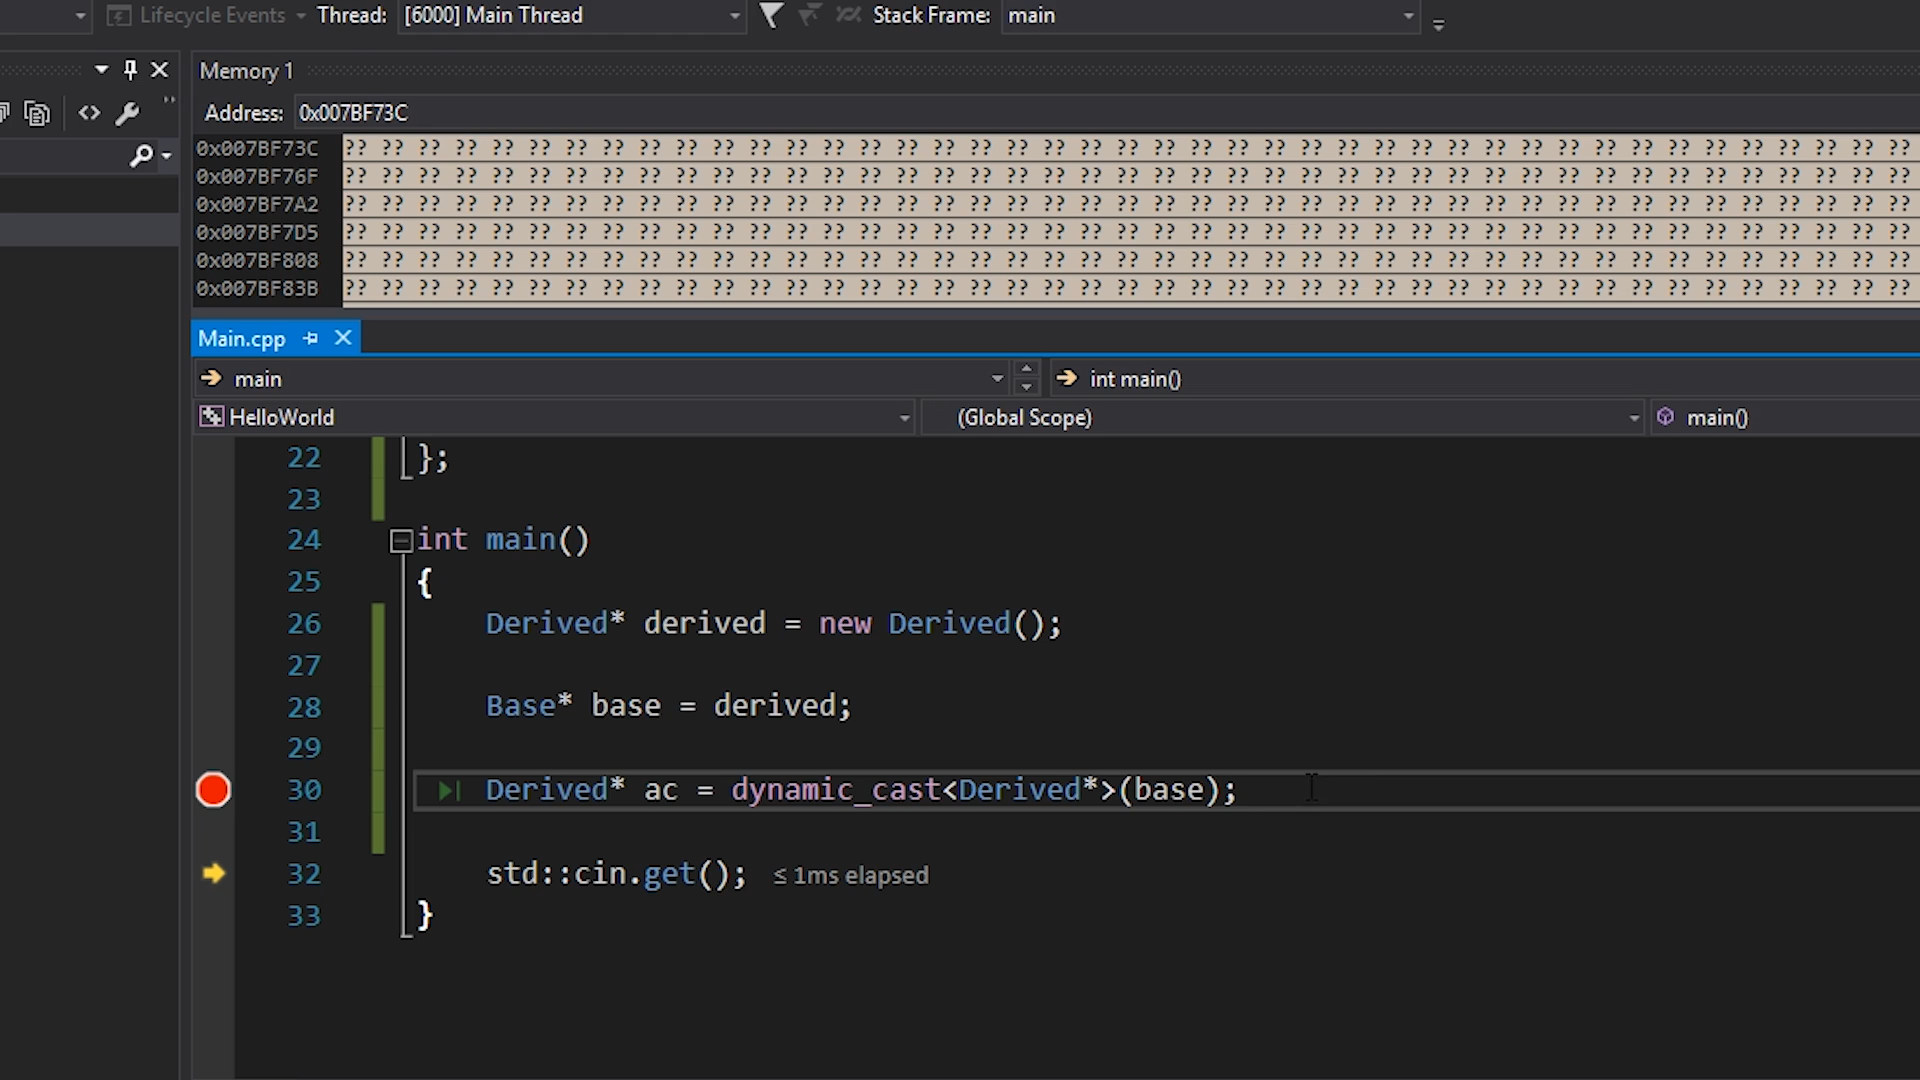 Lifecycle Events Thread: [6000] Main Thread Stack Frame: main
Memory 1
Address: 0x007BF73C
0x007BF73C ?? ?? ?? ?? ?? ?? ?? ?? ?? ?? ?? ?? ?? ?? ?? ?? ?? ?? ?? ?? ?? ?? ?? ?? ?? ?? ?? ?? ?? ?? ?? ?? ?? ?? ?? ?? ?? ?? ?? ?? ?? ?? ??
0x007BF76F ?? ?? ?? ?? ?? ?? ?? ?? ?? ?? ?? ?? ?? ?? ?? ?? ?? ?? ?? ?? ?? ?? ?? ?? ?? ?? ?? ?? ?? ?? ?? ?? ?? ?? ?? ?? ?? ?? ?? ?? ?? ?? ??
0x007BF7A2 ?? ?? ?? ?? ?? ?? ?? ?? ?? ?? ?? ?? ?? ?? ?? ?? ?? ?? ?? ?? ?? ?? ?? ?? ?? ?? ?? ?? ?? ?? ?? ?? ?? ?? ?? ?? ?? ?? ?? ?? ?? ?? ??
0x007BF7D5 ?? ?? ?? ?? ?? ?? ?? ?? ?? ?? ?? ?? ?? ?? ?? ?? ?? ?? ?? ?? ?? ?? ?? ?? ?? ?? ?? ?? ?? ?? ?? ?? ?? ?? ?? ?? ?? ?? ?? ?? ?? ?? ??
0x007BF808 ?? ?? ?? ?? ?? ?? ?? ?? ?? ?? ?? ?? ?? ?? ?? ?? ?? ?? ?? ?? ?? ?? ?? ?? ?? ?? ?? ?? ?? ?? ?? ?? ?? ?? ?? ?? ?? ?? ?? ?? ?? ?? ??
0x007BF83B ?? ?? ?? ?? ?? ?? ?? ?? ?? ?? ?? ?? ?? ?? ?? ?? ?? ?? ?? ?? ?? ?? ?? ?? ?? ?? ?? ?? ?? ?? ?? ?? ?? ?? ?? ?? ?? ?? ?? ?? ?? ?? ??
Main.cpp
main int main()
HelloWorld (Global Scope) main()
22 };
23
24 int main()
25 {
26 Derived* derived = new Derived();
27
28 Base* base = derived;
29
30 Derived* ac = dynamic_cast<Derived*>(base);
31
32 std::cin.get(); ≤ 1ms elapsed
33 }